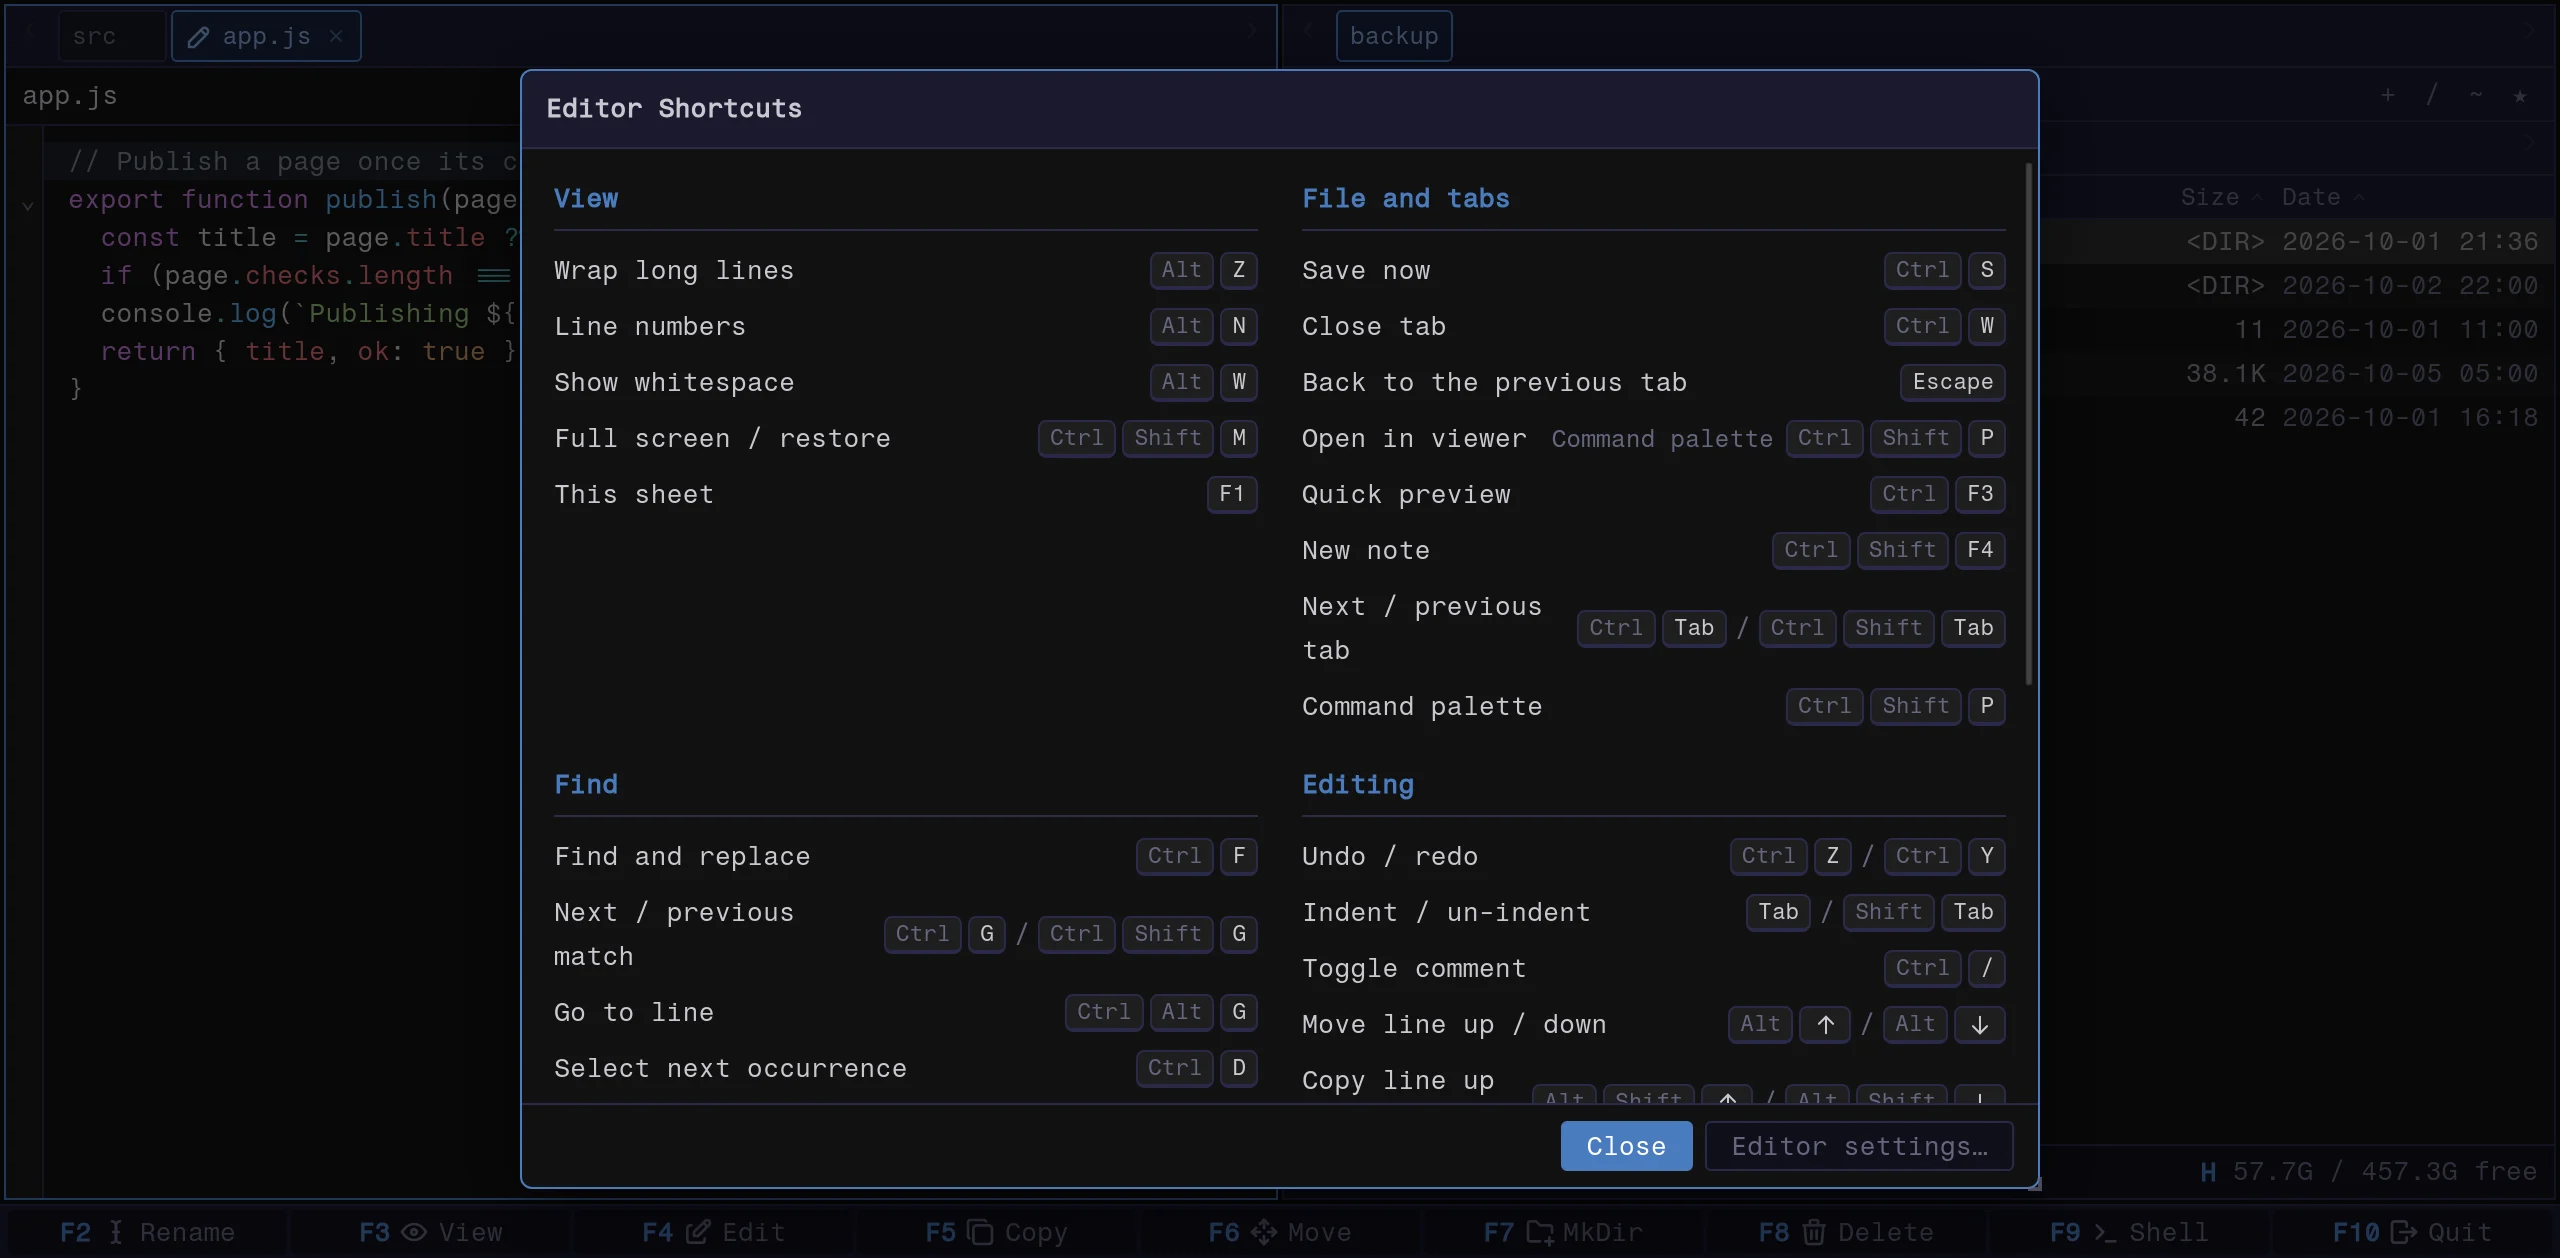 src
app.js ×
backup
app.js
+ / ~ ★
// Publish a page once its c
export function publish(page
const title = page.title ?
if (page.checks.length ===
console.log(`Publishing ${
return { title, ok: true }
}
Size Date
<DIR> 2026-10-01 21:36
<DIR> 2026-10-02 22:00
11 2026-10-01 11:00
38.1K 2026-10-05 05:00
42 2026-10-01 16:18
H 57.7G / 457.3G free
Editor Shortcuts
View
Wrap long lines Alt Z
Line numbers Alt N
Show whitespace Alt W
Full screen / restore Ctrl Shift M
This sheet F1
File and tabs
Save now Ctrl S
Close tab Ctrl W
Back to the previous tab Escape
Open in viewer Command palette Ctrl Shift P
Quick preview Ctrl F3
New note Ctrl Shift F4
Next / previous
tab
Ctrl Tab / Ctrl Shift Tab
Command palette Ctrl Shift P
Find
Find and replace Ctrl F
Next / previous
match
Ctrl G / Ctrl Shift G
Go to line Ctrl Alt G
Select next occurrence Ctrl D
Editing
Undo / redo Ctrl Z / Ctrl Y
Indent / un-indent Tab / Shift Tab
Toggle comment Ctrl /
Move line up / down Alt ↑ / Alt ↓
Copy line up
Alt Shift ↑ / Alt Shift ↓
Close
Editor settings…
F2 Rename
F3 View
F4 Edit
F5 Copy
F6 Move
F7 MkDir
F8 Delete
F9 Shell
F10 Quit